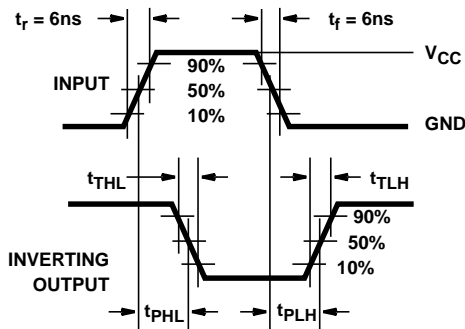 tr = 6ns
tf = 6ns
VCC
90%
INPUT
50%
10%
GND
tTHL
tTLH
90%
50%
INVERTING
10%
OUTPUT
tPHL
tPLH